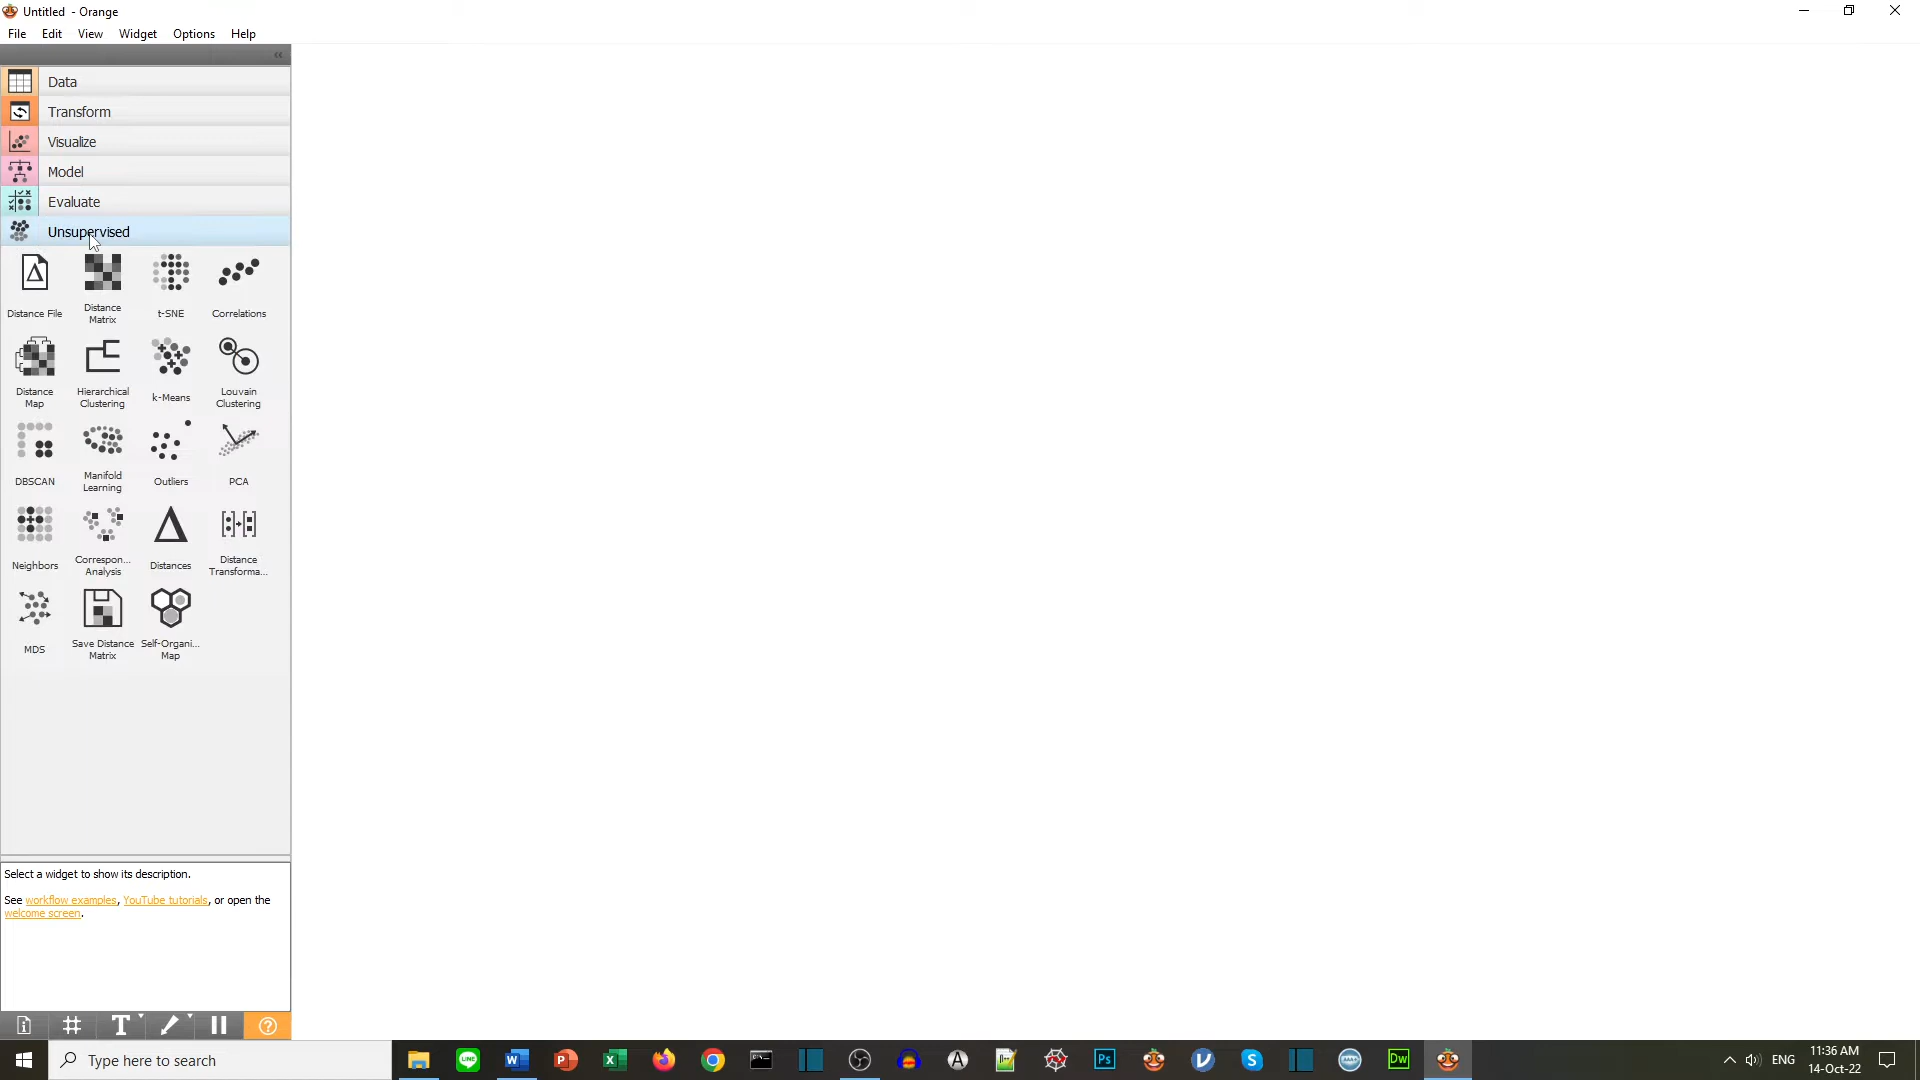 Untitled - Orange
File Edit View Widget Options Help
Data
Transform
Visualize
Model
Evaluate
Unsupervised
Distance File
Distance
Matrix
t-SNE
Correlations
Distance
Map
Hierarchical
Clustering
k-Means
Louvain
Clustering
DBSCAN
Manifold
Learning
Outliers
PCA
Neighbors
Correspon...
Analysis
Distances
Distance
Transforma...
MDS
Save Distance
Matrix
Self-Organi...
Map
Select a widget to show its description.
See workflow examples, YouTube tutorials, or open the
welcome screen.
Type here to search
ENG
11:36 AM
14-Oct-22